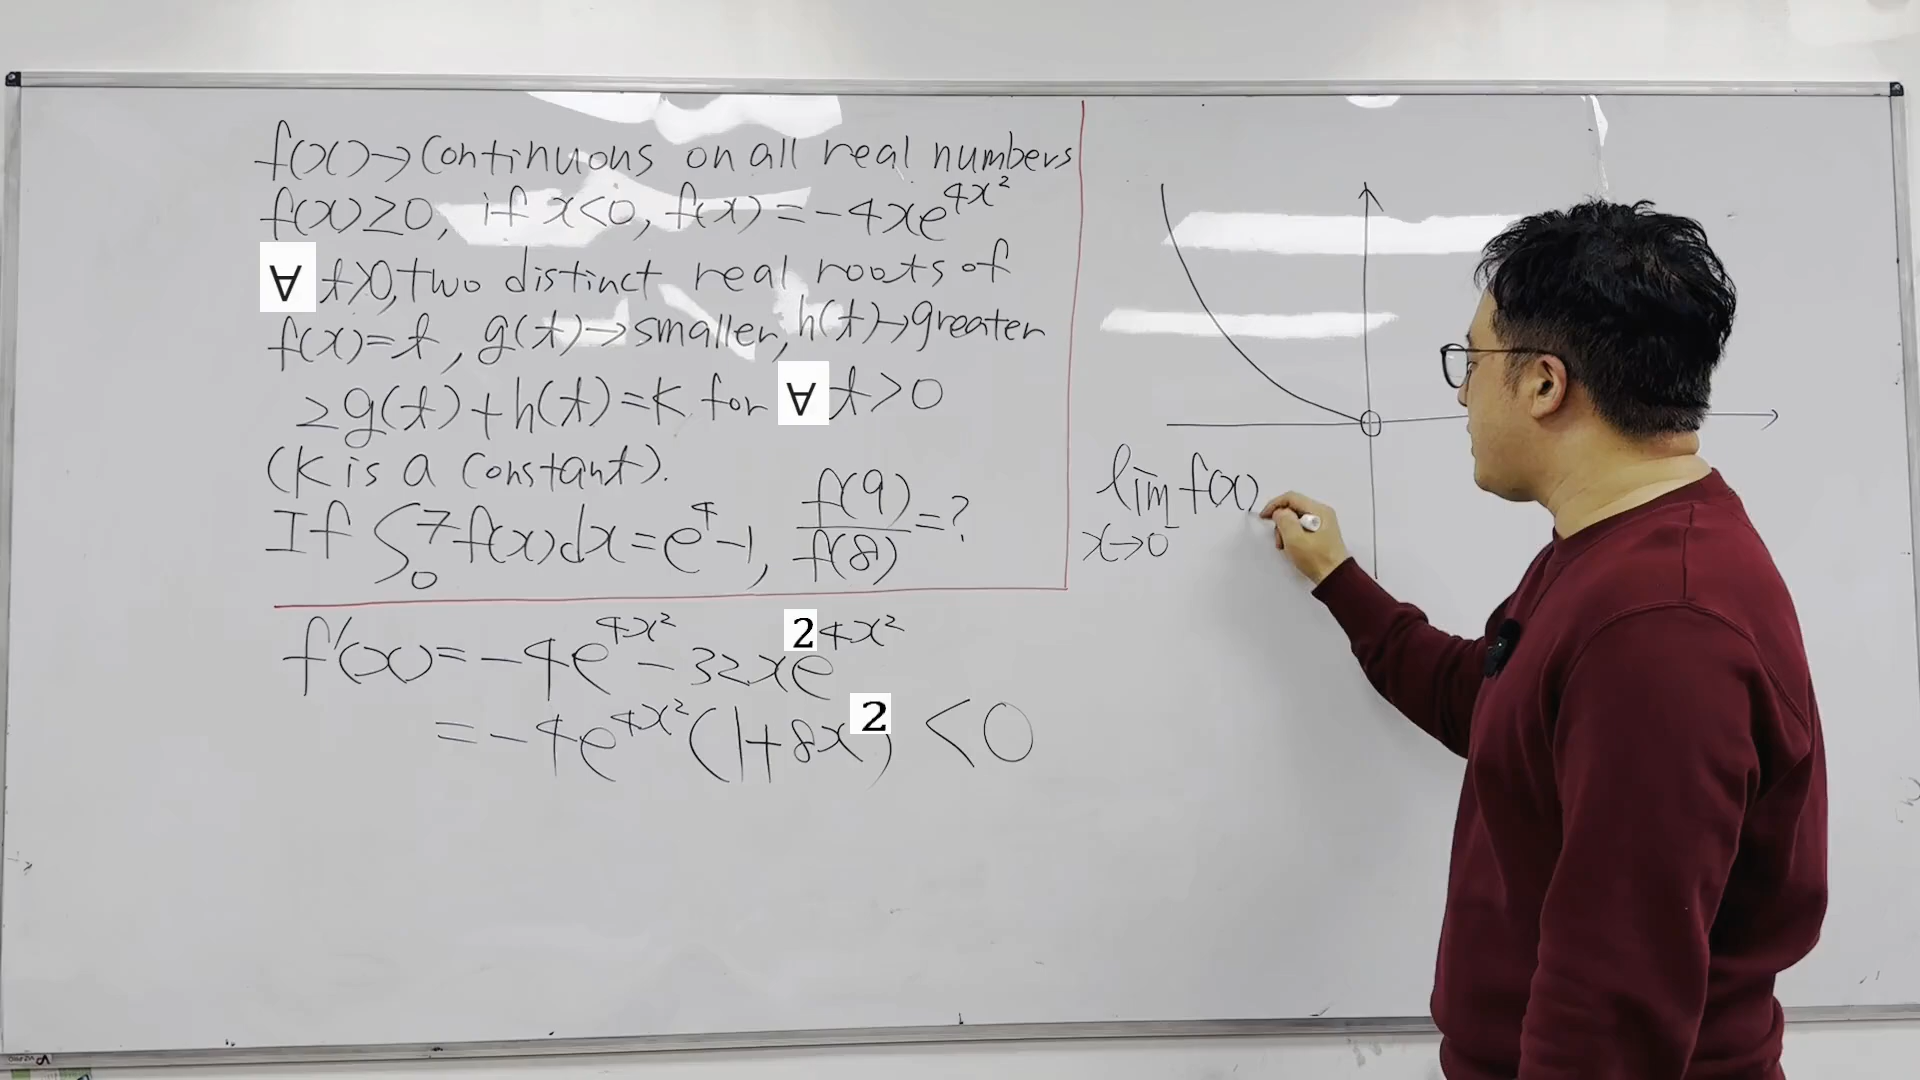 f(x)→Continuous on all real numbers
f(x)≥0, if x<0, f(x)=-4xe^{4x²}
∀ t>0, two distinct real roots of
f(x)=t, g(t)→smaller, h(t)→greater
2g(t)+h(t)=K for ∀ t>0
(K is a constant).
If ∫₀⁷ f(x)dx=e⁴-1, f(9)/f(8)=?
f'(x)=-4e^{4x²}-32x²e^{4x²}
=-4e^{4x²}(1+8x²)<0
lim f(x)
x→0⁻